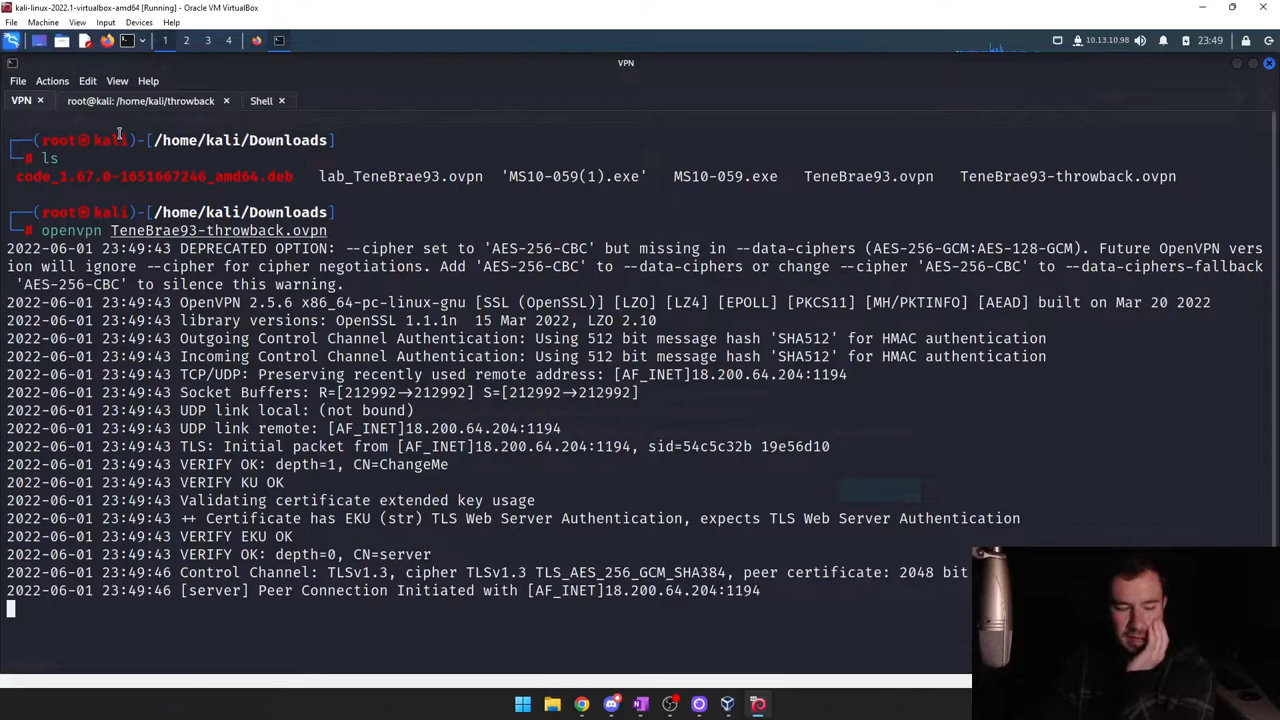 kali-linux-2022.1-virtualbox-amd64 [Running] - Oracle VM VirtualBox
File Machine View Input Devices Help
1 2 3 4 10.13.10.98 23:49
VPN
File Actions Edit View Help
VPN root@kali: /home/kali/throwback Shell
(root㉿kali)-[/home/kali/Downloads]
# ls
code_1.67.0-1651667246_amd64.deb lab_TeneBrae93.ovpn 'MS10-059(1).exe' MS10-059.exe TeneBrae93.ovpn TeneBrae93-throwback.ovpn
(root㉿kali)-[/home/kali/Downloads]
# openvpn TeneBrae93-throwback.ovpn
2022-06-01 23:49:43 DEPRECATED OPTION: --cipher set to 'AES-256-CBC' but missing in --data-ciphers (AES-256-GCM:AES-128-GCM). Future OpenVPN vers
ion will ignore --cipher for cipher negotiations. Add 'AES-256-CBC' to --data-ciphers or change --cipher 'AES-256-CBC' to --data-ciphers-fallback
'AES-256-CBC' to silence this warning.
2022-06-01 23:49:43 OpenVPN 2.5.6 x86_64-pc-linux-gnu [SSL (OpenSSL)] [LZO] [LZ4] [EPOLL] [PKCS11] [MH/PKTINFO] [AEAD] built on Mar 20 2022
2022-06-01 23:49:43 library versions: OpenSSL 1.1.1n 15 Mar 2022, LZO 2.10
2022-06-01 23:49:43 Outgoing Control Channel Authentication: Using 512 bit message hash 'SHA512' for HMAC authentication
2022-06-01 23:49:43 Incoming Control Channel Authentication: Using 512 bit message hash 'SHA512' for HMAC authentication
2022-06-01 23:49:43 TCP/UDP: Preserving recently used remote address: [AF_INET]18.200.64.204:1194
2022-06-01 23:49:43 Socket Buffers: R=[212992→212992] S=[212992→212992]
2022-06-01 23:49:43 UDP link local: (not bound)
2022-06-01 23:49:43 UDP link remote: [AF_INET]18.200.64.204:1194
2022-06-01 23:49:43 TLS: Initial packet from [AF_INET]18.200.64.204:1194, sid=54c5c32b 19e56d10
2022-06-01 23:49:43 VERIFY OK: depth=1, CN=ChangeMe
2022-06-01 23:49:43 VERIFY KU OK
2022-06-01 23:49:43 Validating certificate extended key usage
2022-06-01 23:49:43 ++ Certificate has EKU (str) TLS Web Server Authentication, expects TLS Web Server Authentication
2022-06-01 23:49:43 VERIFY EKU OK
2022-06-01 23:49:43 VERIFY OK: depth=0, CN=server
2022-06-01 23:49:46 Control Channel: TLSv1.3, cipher TLSv1.3 TLS_AES_256_GCM_SHA384, peer certificate: 2048 bit
2022-06-01 23:49:46 [server] Peer Connection Initiated with [AF_INET]18.200.64.204:1194